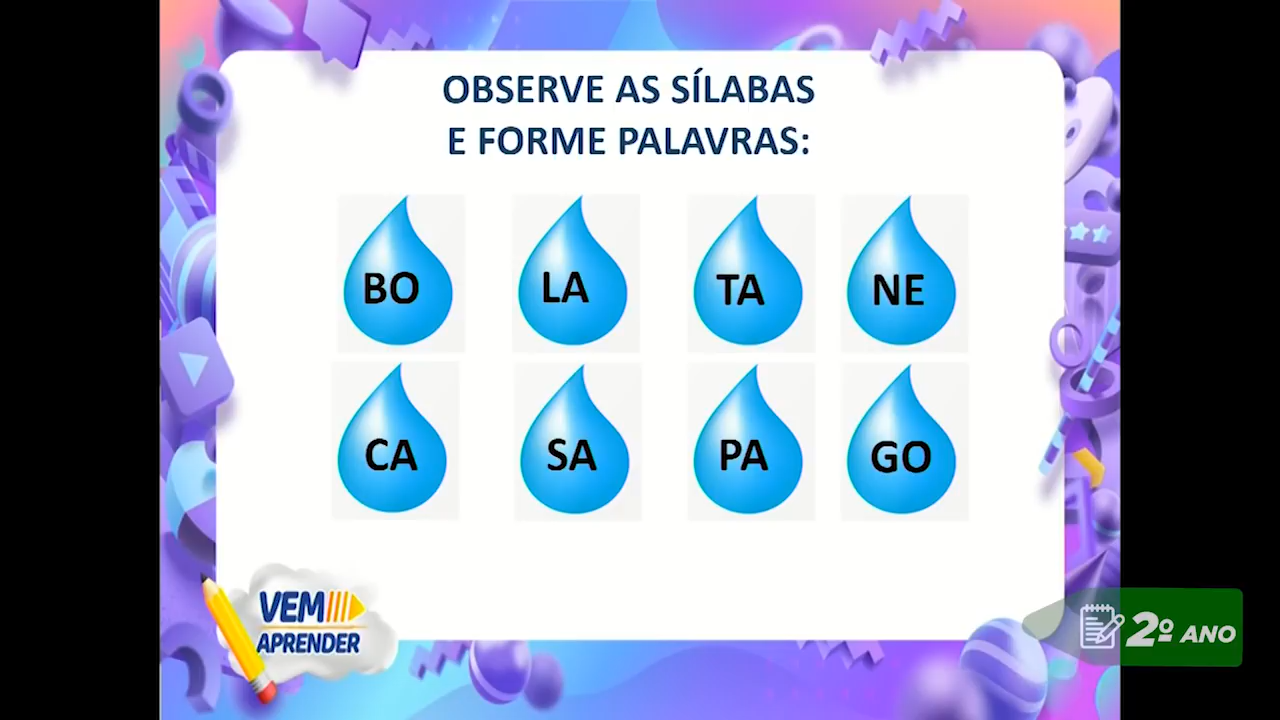 OBSERVE AS SÍLABAS
E FORME PALAVRAS:
BO LA TA NE
CA SA PA GO
VEM
APRENDER
2º ANO